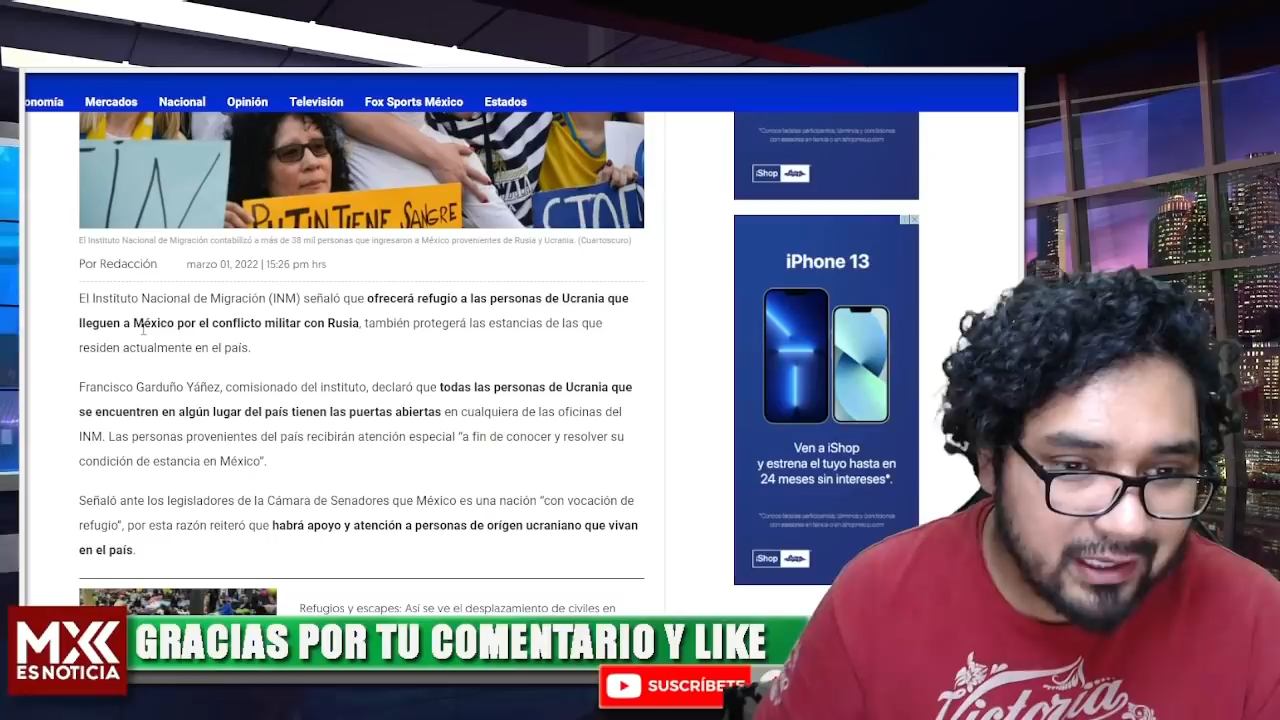 onomía Mercados Nacional Opinión Televisión Fox Sports México Estados
PUTIN TIENE SANGRE
El Instituto Nacional de Migración contabilizó a más de 38 mil personas que ingresaron a México provenientes de Rusia y Ucrania. (Cuartoscuro)
Por Redacción marzo 01, 2022 | 15:26 pm hrs
El Instituto Nacional de Migración (INM) señaló que ofrecerá refugio a las personas de Ucrania que
lleguen a México por el conflicto militar con Rusia, también protegerá las estancias de las que
residen actualmente en el país.
Francisco Garduño Yáñez, comisionado del instituto, declaró que todas las personas de Ucrania que
se encuentren en algún lugar del país tienen las puertas abiertas en cualquiera de las oficinas del
INM. Las personas provenientes del país recibirán atención especial “a fin de conocer y resolver su
condición de estancia en México”.
Señaló ante los legisladores de la Cámara de Senadores que México es una nación “con vocación de
refugio”, por esta razón reiteró que habrá apoyo y atención a personas de orígen ucraniano que vivan
en el país.
Refugios y escapes: Así se ve el desplazamiento de civiles en
iShop
iPhone 13
Ven a iShop
y estrena el tuyo hasta en
24 meses sin intereses*.
iShop
MX
ES NOTICIA
GRACIAS POR TU COMENTARIO Y LIKE
SUSCRÍBETE
Victoria